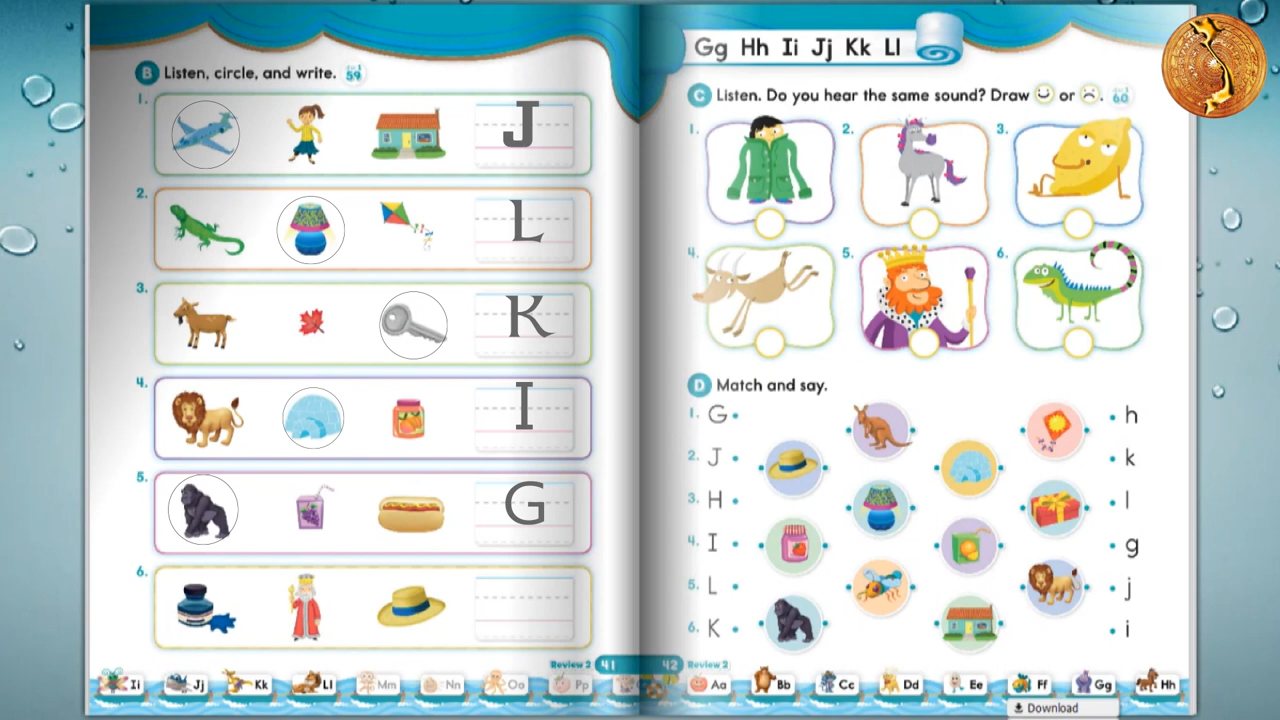 B Listen, circle, and write. 59
1. J
2. L
3. K
4. I
5. G
6.
Review 2 41
Ii Jj Kk Ll Mm Nn Oo Pp
Gg Hh Ii Jj Kk Ll
C Listen. Do you hear the same sound? Draw or . 60
1. 2. 3.
4. 5. 6.
D Match and say.
1. G h
2. J k
3. H l
4. I g
5. L j
6. K i
42 Review 2
Aa Bb Cc Dd Ee Ff Gg Hh
Download